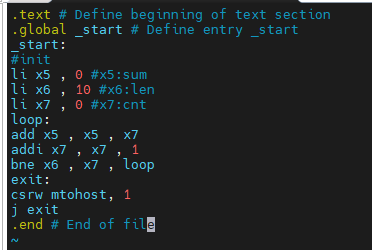 .text # Define beginning of text section
.global _start # Define entry _start
_start:
#init
li x5 , 0 #x5:sum
li x6 , 10 #x6:len
li x7 , 0 #x7:cnt
loop:
add x5 , x5 , x7
addi x7 , x7 , 1
bne x6 , x7 , loop
exit:
csrw mtohost, 1
j exit
.end # End of file
~